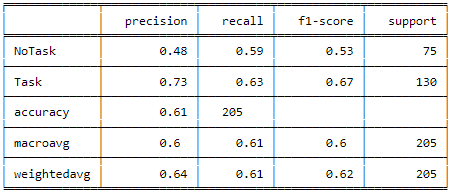 precision recall f1-score support
NoTask 0.48 0.59 0.53 75
Task 0.73 0.63 0.67 130
accuracy 0.61 205
macroavg 0.6 0.61 0.6 205
weightedavg 0.64 0.61 0.62 205